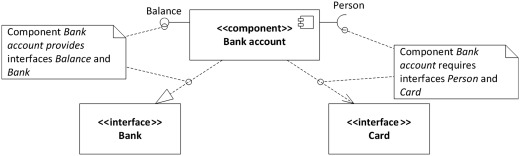 Balance
Person
Component Bank
account provides
interfaces Balance and
Bank
<<component>>
Bank account
Component Bank
account requires
interfaces Person and
Card
<<interface>>
Bank
<<interface>>
Card